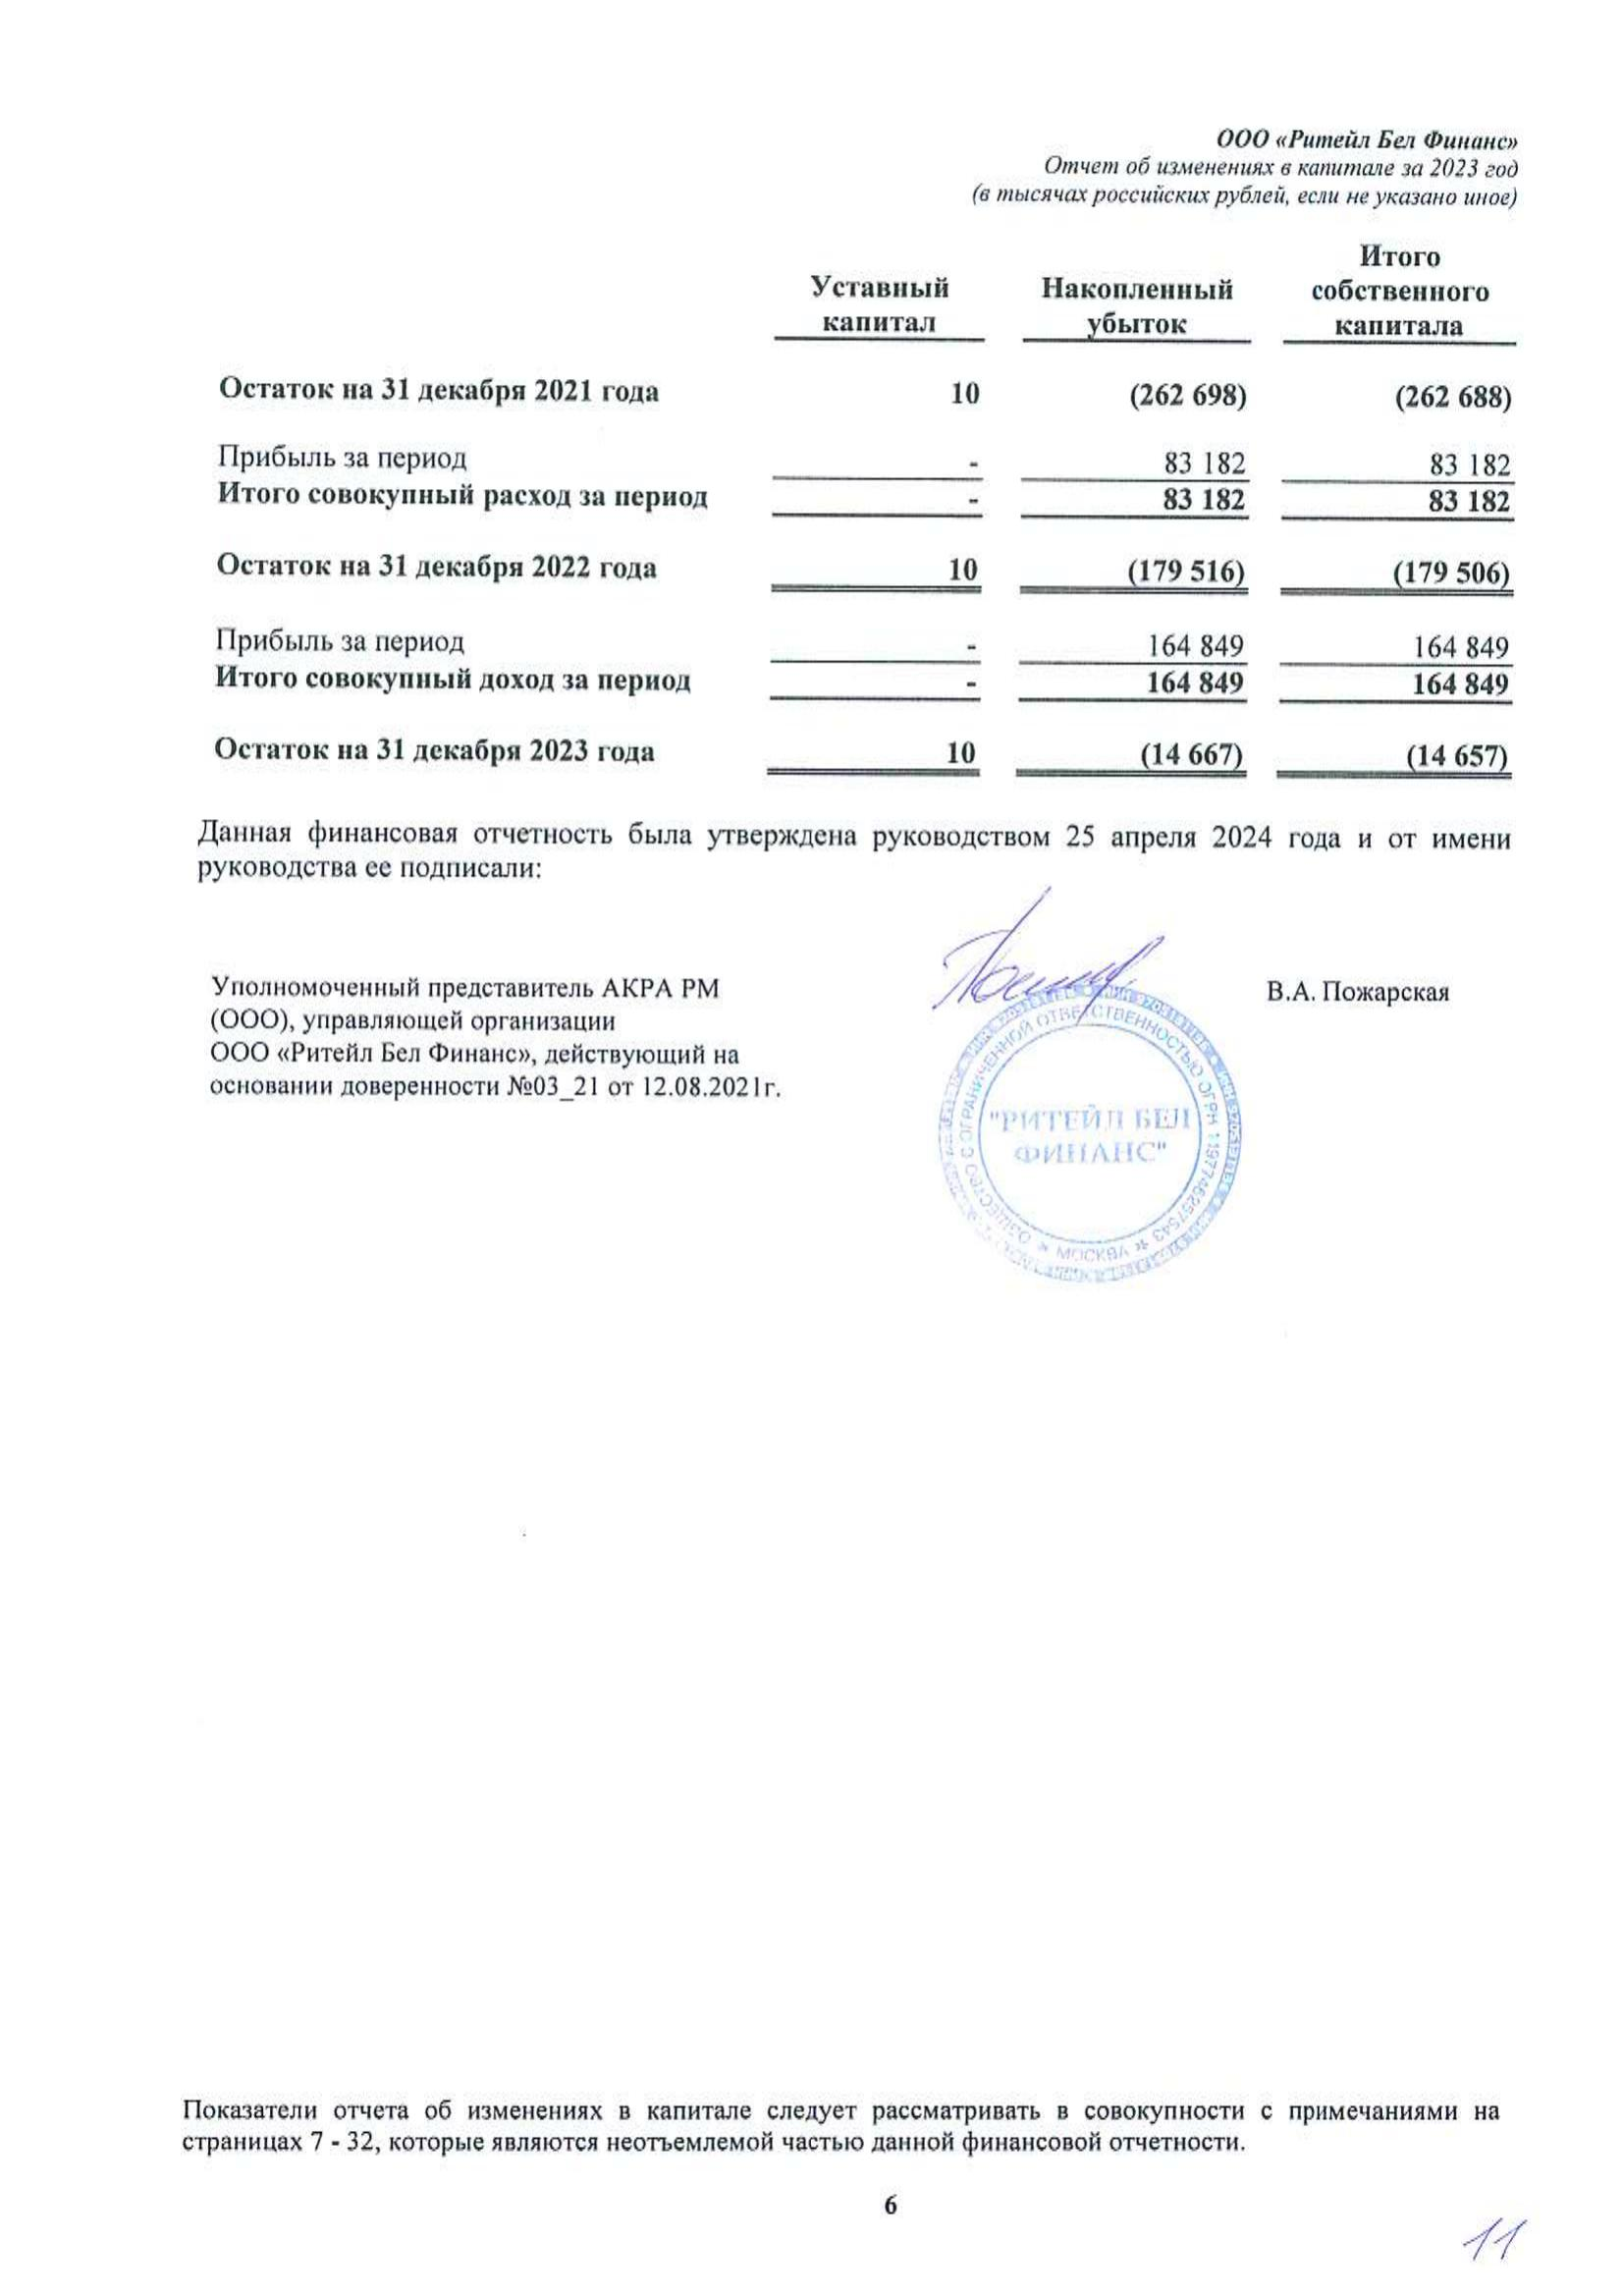 ООО «Ритейл Бел Финанс»
Отчет об изменениях в капитале за 2023 год
(в тысячах российских рублей, если не указано иное)
Уставный капитал Накопленный убыток Итого собственного капитала
Остаток на 31 декабря 2021 года 10 (262 698) (262 688)
Прибыль за период - 83 182 83 182
Итого совокупный расход за период - 83 182 83 182
Остаток на 31 декабря 2022 года 10 (179 516) (179 506)
Прибыль за период - 164 849 164 849
Итого совокупный доход за период - 164 849 164 849
Остаток на 31 декабря 2023 года 10 (14 667) (14 657)
Данная финансовая отчетность была утверждена руководством 25 апреля 2024 года и от имени
руководства ее подписали:
Уполномоченный представитель АКРА РМ
(ООО), управляющей организации
ООО «Ритейл Бел Финанс», действующий на
основании доверенности №03_21 от 12.08.2021г.
В.А. Пожарская
ОБЩЕСТВО С ОГРАНИЧЕННОЙ ОТВЕТСТВЕННОСТЬЮ ОГРН 1197746257543
* МОСКВА *
"РИТЕЙЛ БЕЛ
ФИНАНС"
Показатели отчета об изменениях в капитале следует рассматривать в совокупности с примечаниями на
страницах 7 - 32, которые являются неотъемлемой частью данной финансовой отчетности.
6
11